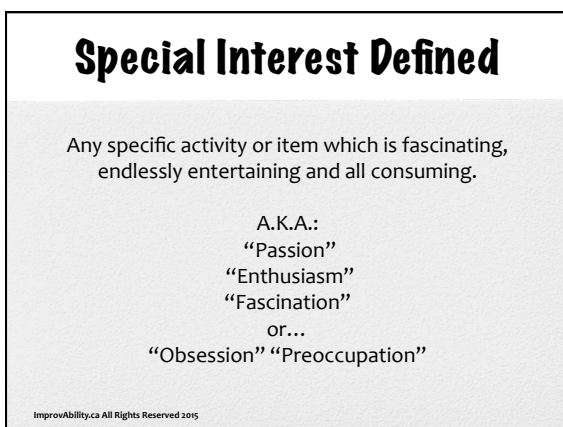 Special Interest Defined
Any specific activity or item which is fascinating,
endlessly entertaining and all consuming.
A.K.A.:
“Passion”
“Enthusiasm”
“Fascination”
or…
“Obsession” “Preoccupation”
ImprovAbility.ca All Rights Reserved 2015